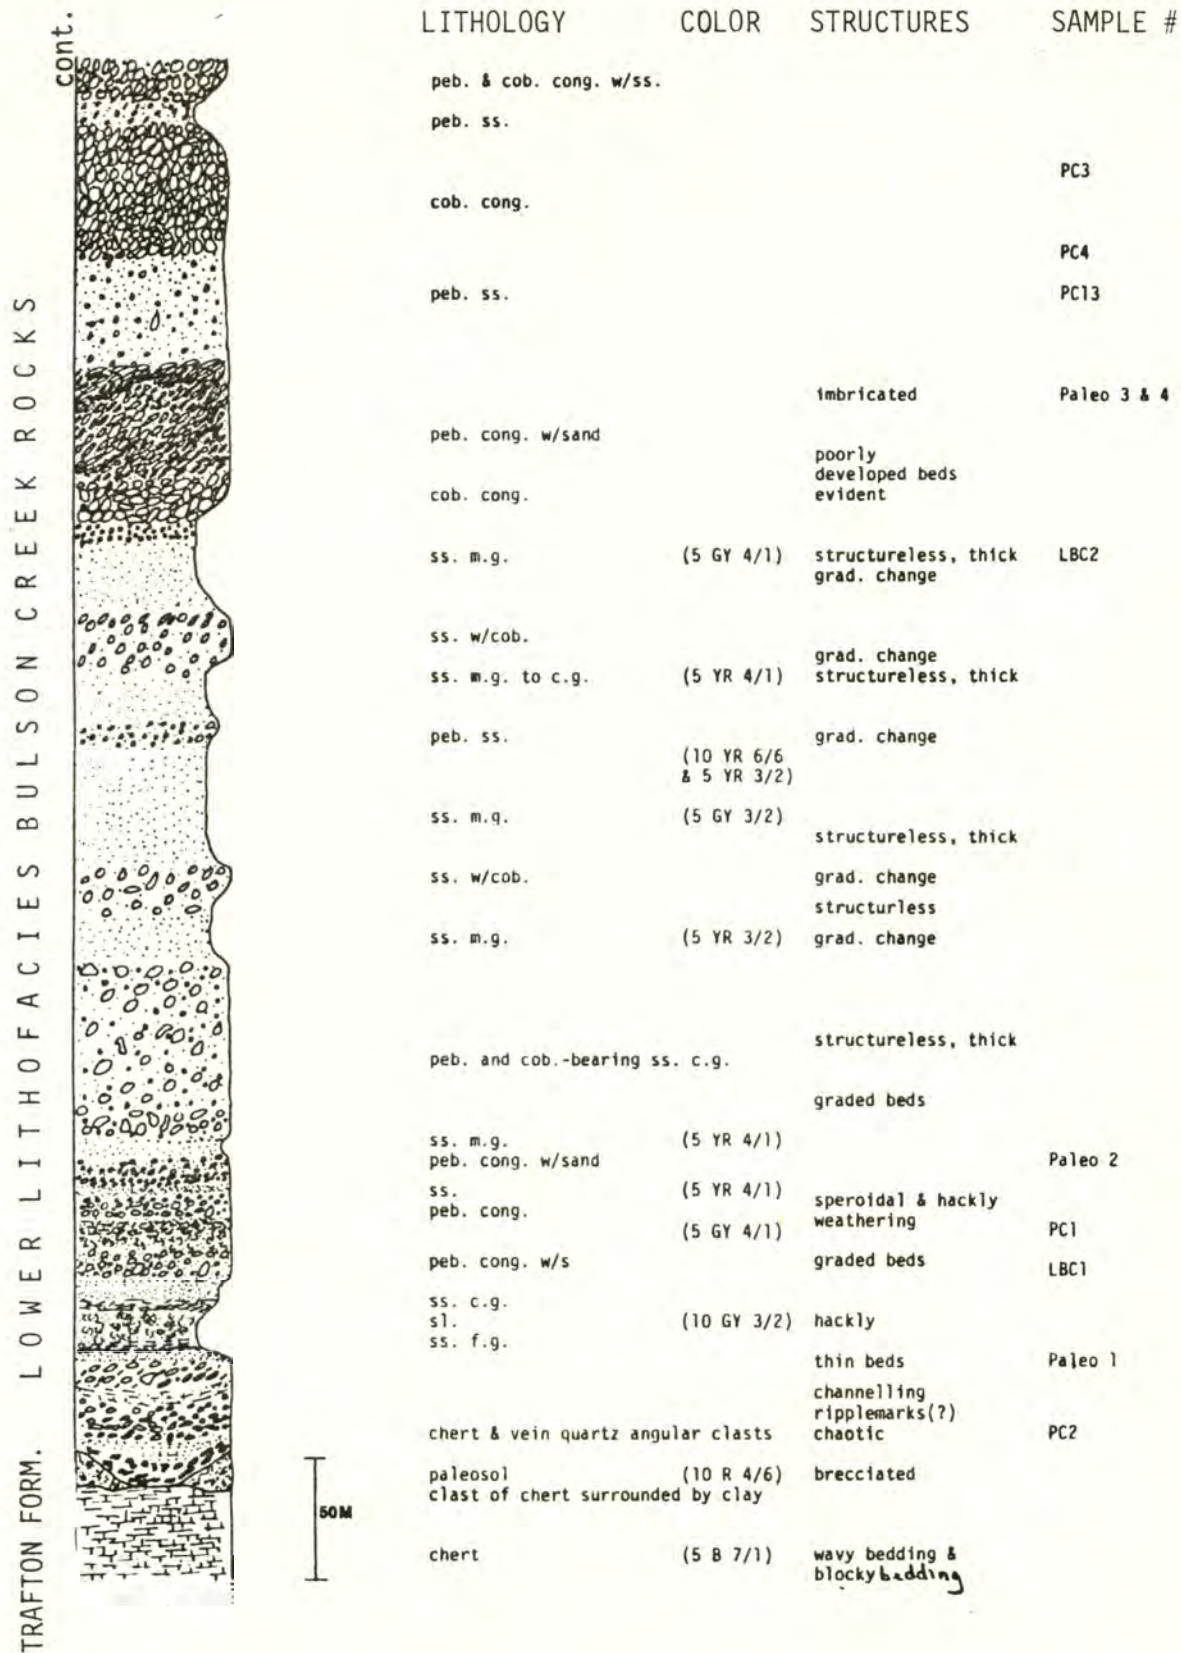 LITHOLOGY COLOR STRUCTURES SAMPLE #
cont.
peb. & cob. cong. w/ss.
peb. ss.
PC3
cob. cong.
PC4
peb. ss. PC13
imbricated Paleo 3 & 4
peb. cong. w/sand
poorly
developed beds
cob. cong. evident
ss. m.g. (5 GY 4/1) structureless, thick LBC2
grad. change
ss. w/cob.
grad. change
ss. m.g. to c.g. (5 YR 4/1) structureless, thick
peb. ss. grad. change
(10 YR 6/6
& 5 YR 3/2)
ss. m.g. (5 GY 3/2)
structureless, thick
ss. w/cob. grad. change
structurless
ss. m.g. (5 YR 3/2) grad. change
structureless, thick
peb. and cob.-bearing ss. c.g.
graded beds
ss. m.g. (5 YR 4/1)
peb. cong. w/sand Paleo 2
ss. (5 YR 4/1)
speroidal & hackly
peb. cong.
weathering
(5 GY 4/1) PC1
peb. cong. w/s graded beds
LBC1
ss. c.g.
sl. (10 GY 3/2) hackly
ss. f.g.
thin beds Paleo 1
channelling
ripplemarks(?)
chert & vein quartz angular clasts chaotic PC2
paleosol (10 R 4/6) brecciated
clast of chert surrounded by clay
50M
chert (5 B 7/1) wavy bedding &
blocky bedding
LOWER LITHOFACIES BULSON CREEK ROCKS
TRAFTON FORM.